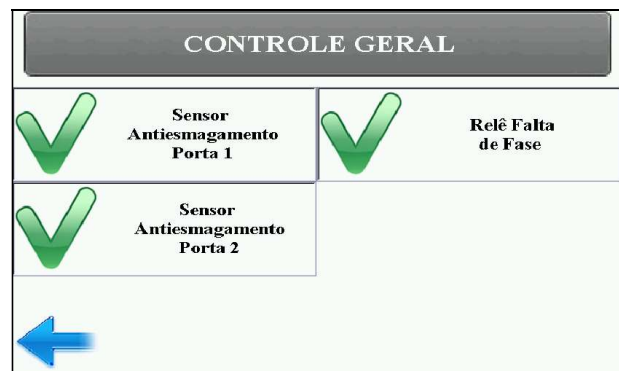 CONTROLE GERAL
Sensor
Antiesmagamento
Porta 1
Relê Falta
de Fase
Sensor
Antiesmagamento
Porta 2